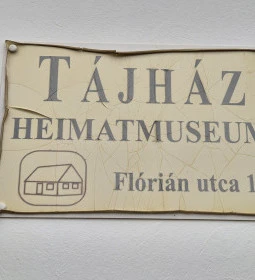 TÁJHÁZ
HEIMATMUSEUM
Flórián utca 1